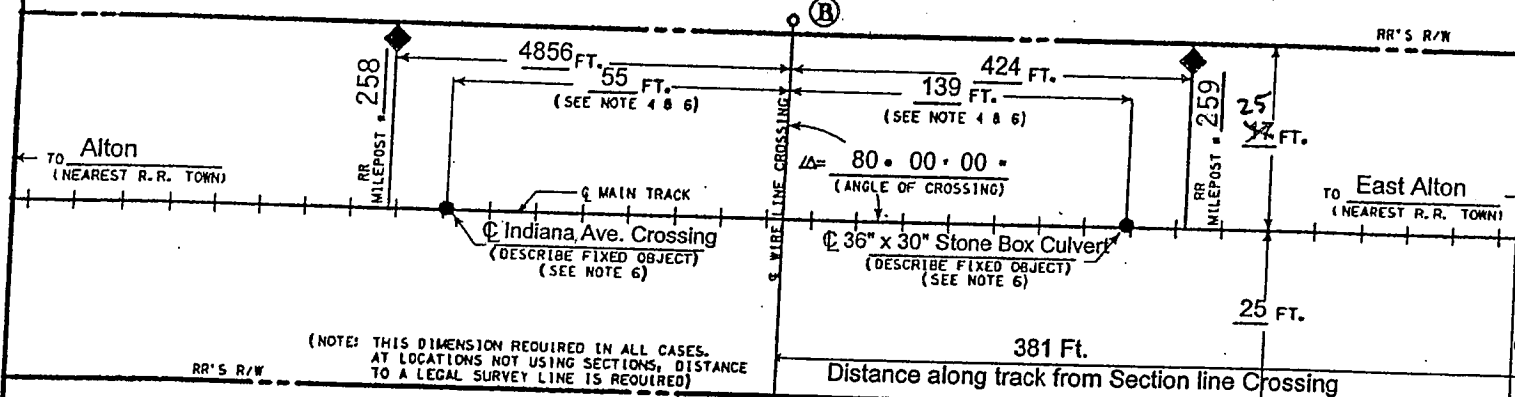 Ⓑ
RR'S R/W
4856 FT.
424 FT.
55 FT.
(SEE NOTE 4 & 6)
139 FT.
(SEE NOTE 4 & 6)
RR MILEPOST # 258
RR MILEPOST # 259
25
FT.
TO Alton
(NEAREST R.R. TOWN)
∠Δ= 80° 00' 00"
(ANGLE OF CROSSING)
TO East Alton
(NEAREST R.R. TOWN)
℄ MAIN TRACK
℄ WIRE LINE CROSSING
℄ Indiana Ave. Crossing
(DESCRIBE FIXED OBJECT)
(SEE NOTE 6)
℄ 36" x 30" Stone Box Culvert
(DESCRIBE FIXED OBJECT)
(SEE NOTE 6)
25 FT.
(NOTE: THIS DIMENSION REQUIRED IN ALL CASES.
AT LOCATIONS NOT USING SECTIONS, DISTANCE
TO A LEGAL SURVEY LINE IS REQUIRED)
381 Ft.
Distance along track from Section line Crossing
RR'S R/W